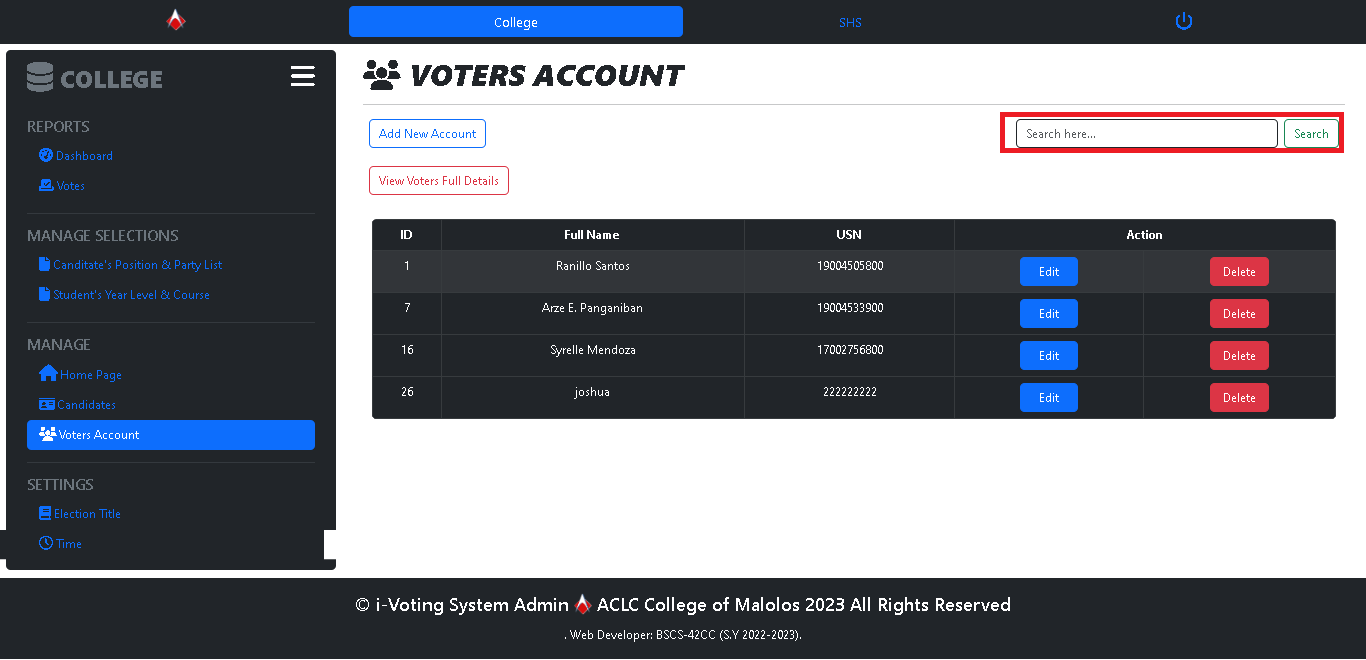 College SHS
COLLEGE
REPORTS
Dashboard
Votes
MANAGE SELECTIONS
Canditate's Position & Party List
Student's Year Level & Course
MANAGE
Home Page
Candidates
Voters Account
SETTINGS
Election Title
Time
VOTERS ACCOUNT
Add New Account
Search here... Search
View Voters Full Details
ID Full Name USN Action
1 Ranillo Santos 19004505800 Edit Delete
7 Arze E. Panganiban 19004533900 Edit Delete
16 Syrelle Mendoza 17002756800 Edit Delete
26 joshua 222222222 Edit Delete
© i-Voting System Admin ACLC College of Malolos 2023 All Rights Reserved
. Web Developer: BSCS-42CC (S.Y 2022-2023).